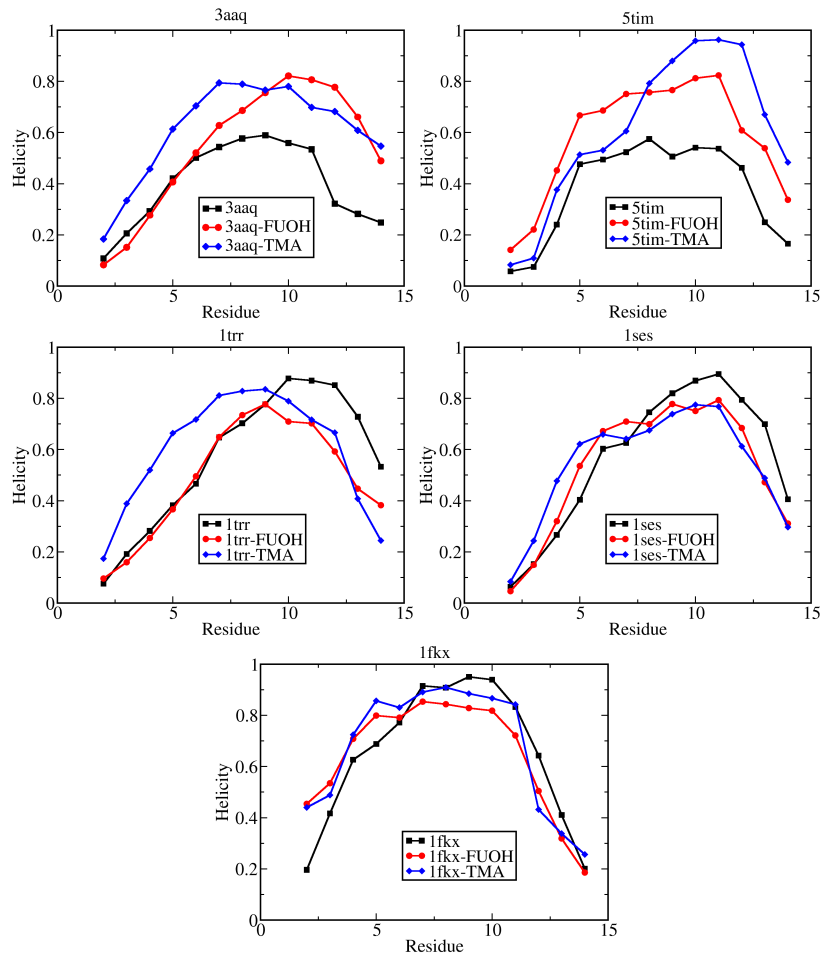 3aaq
1
0.8
0.6
0.4
0.2
0
0 5 10 15
Helicity
Residue
3aaq
3aaq-FUOH
3aaq-TMA
5tim
1
0.8
0.6
0.4
0.2
0
0 5 10 15
Helicity
Residue
5tim
5tim-FUOH
5tim-TMA
1trr
1
0.8
0.6
0.4
0.2
0
0 5 10 15
Helicity
Residue
1trr
1trr-FUOH
1trr-TMA
1ses
1
0.8
0.6
0.4
0.2
0
0 5 10 15
Helicity
Residue
1ses
1ses-FUOH
1ses-TMA
1fkx
1
0.8
0.6
0.4
0.2
0
0 5 10 15
Helicity
Residue
1fkx
1fkx-FUOH
1fkx-TMA